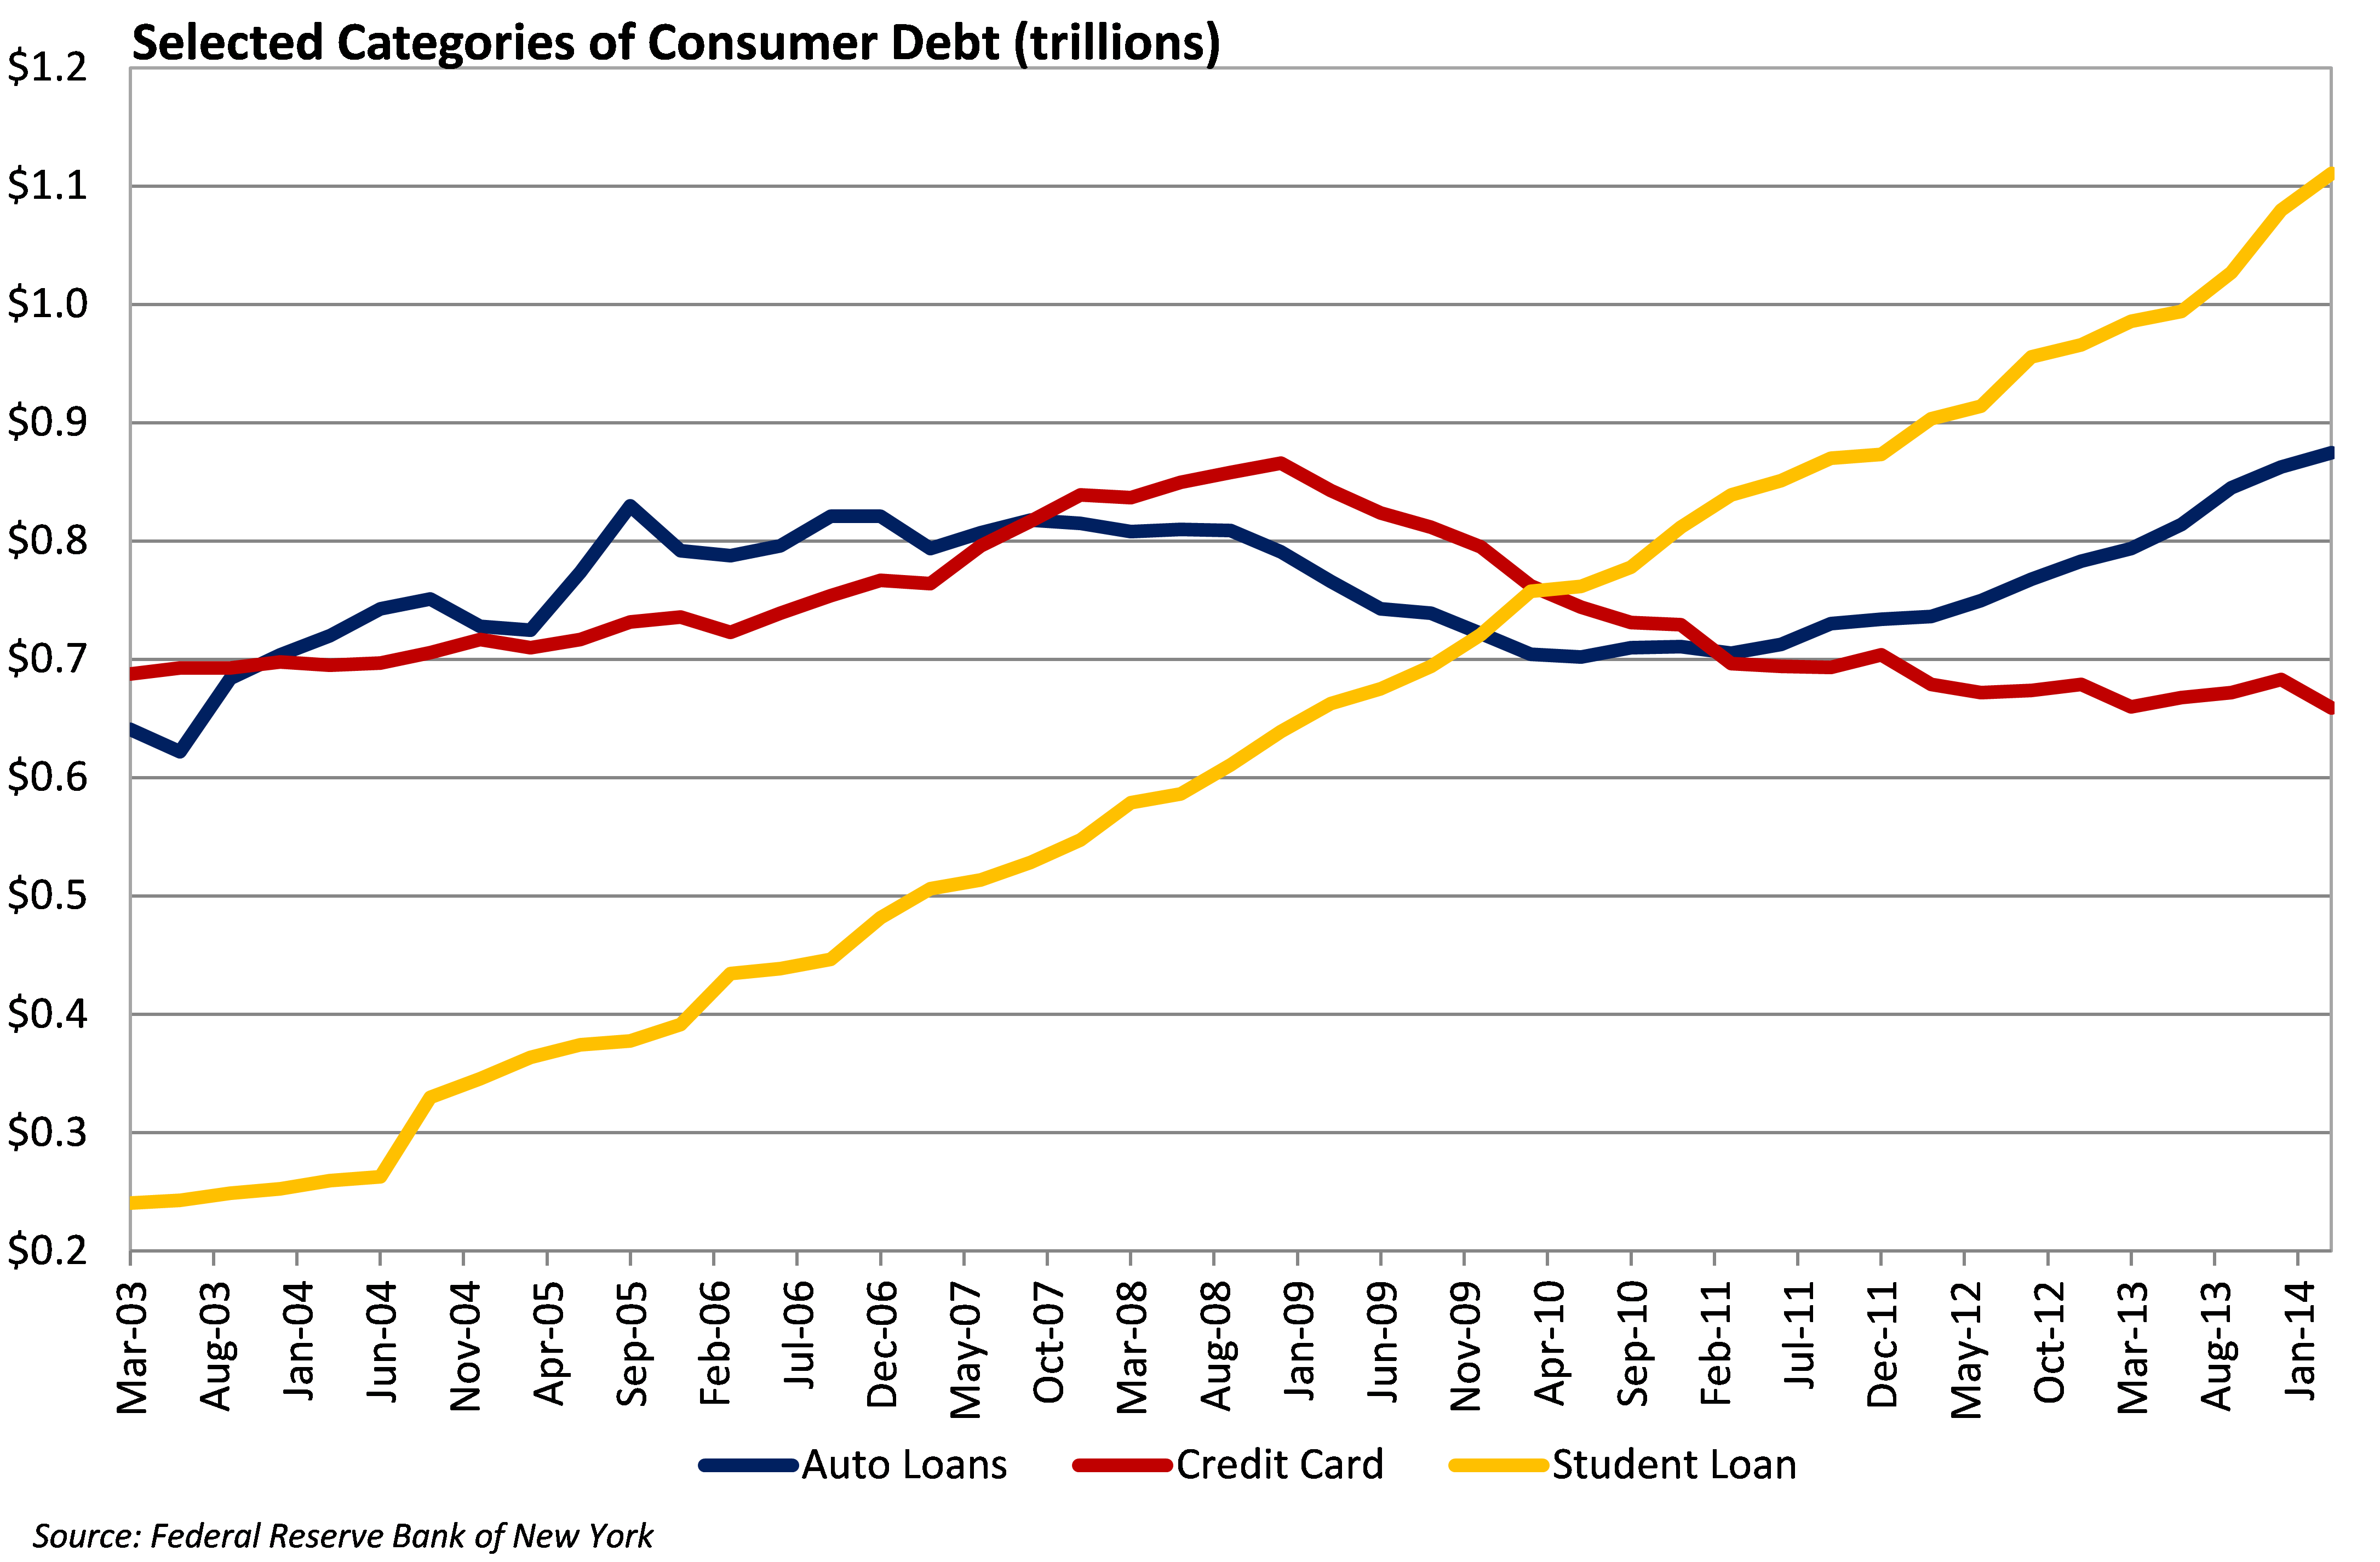 Selected Categories of Consumer Debt (trillions)
$1.2
$1.1
$1.0
$0.9
$0.8
$0.7
$0.6
$0.5
$0.4
$0.3
$0.2
Mar-03
Aug-03
Jan-04
Jun-04
Nov-04
Apr-05
Sep-05
Feb-06
Jul-06
Dec-06
May-07
Oct-07
Mar-08
Aug-08
Jan-09
Jun-09
Nov-09
Apr-10
Sep-10
Feb-11
Jul-11
Dec-11
May-12
Oct-12
Mar-13
Aug-13
Jan-14
Auto Loans
Credit Card
Student Loan
Source: Federal Reserve Bank of New York